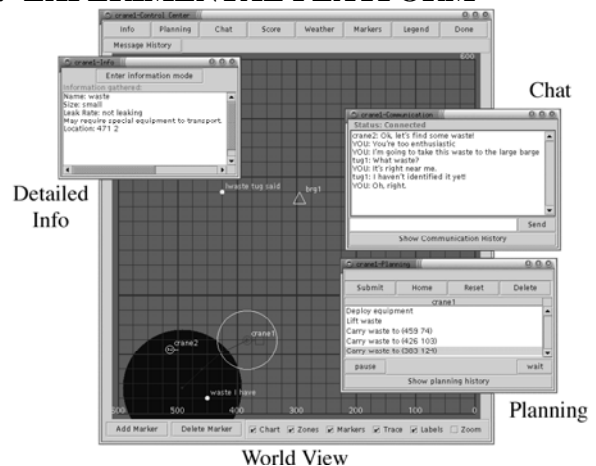 crane1-Control Center
Info Planning Chat Score Weather Markers Legend Done
Message History
600
crane1-Info
Enter information mode
Information gathered:
Name: waste
Size: small
Leak Rate: not leaking
May require special equipment to transport.
Location: 471 2
Detailed
Info
Chat
crane1-Communication
Status: Connected
crane2: Ok, let's find some waste!
YOU: You're too enthusiastic
YOU: I'm going to take this waste to the large barge
tug1: What waste?
YOU: It's right near me.
tug1: I haven't identified it yet!
YOU: Oh, right.
Send
Show Communication History
waste tug said
brg1
crane1-Planning
Submit Home Reset Delete
crane1
Deploy equipment
Lift waste
Carry waste to (459 74)
Carry waste to (426 103)
Carry waste to (383 124)
pause wait
Show planning history
Planning
crane1
crane2
waste I have
600 500 400 300 200 100 0
Add Marker Delete Marker Chart Zones Markers Trace Labels Zoom
World View